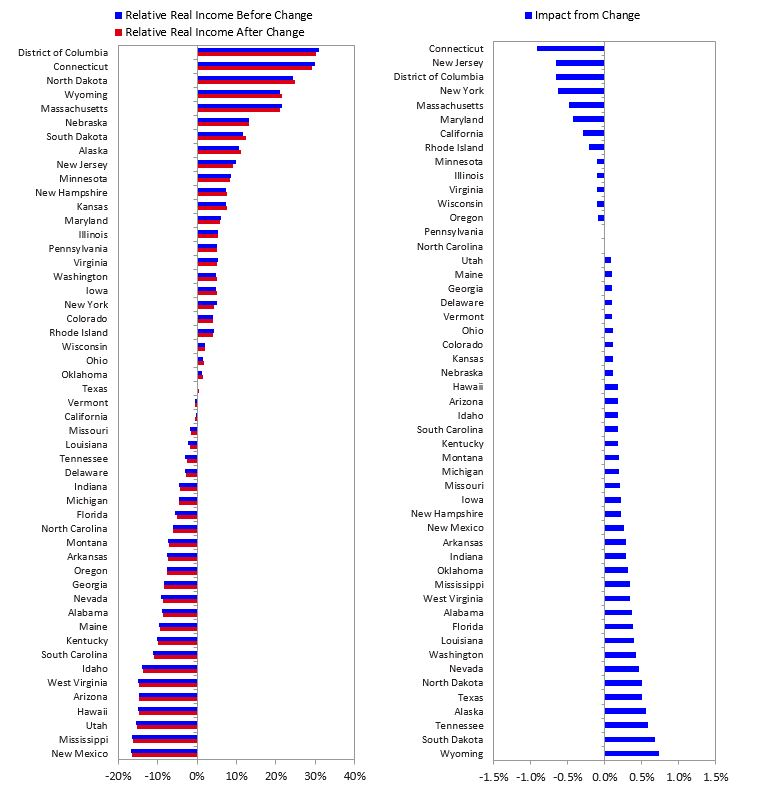 Relative Real Income Before Change
Relative Real Income After Change
District of Columbia
Connecticut
North Dakota
Wyoming
Massachusetts
Nebraska
South Dakota
Alaska
New Jersey
Minnesota
New Hampshire
Kansas
Maryland
Illinois
Pennsylvania
Virginia
Washington
Iowa
New York
Colorado
Rhode Island
Wisconsin
Ohio
Oklahoma
Texas
Vermont
California
Missouri
Louisiana
Tennessee
Delaware
Indiana
Michigan
Florida
North Carolina
Montana
Arkansas
Oregon
Georgia
Nevada
Alabama
Maine
Kentucky
South Carolina
Idaho
West Virginia
Arizona
Hawaii
Utah
Mississippi
New Mexico
-20% -10% 0% 10% 20% 30% 40%
Impact from Change
Connecticut
New Jersey
District of Columbia
New York
Massachusetts
Maryland
California
Rhode Island
Minnesota
Illinois
Virginia
Wisconsin
Oregon
Pennsylvania
North Carolina
Utah
Maine
Georgia
Delaware
Vermont
Ohio
Colorado
Kansas
Nebraska
Hawaii
Arizona
Idaho
South Carolina
Kentucky
Montana
Michigan
Missouri
Iowa
New Hampshire
New Mexico
Arkansas
Indiana
Oklahoma
Mississippi
West Virginia
Alabama
Florida
Louisiana
Washington
Nevada
North Dakota
Texas
Alaska
Tennessee
South Dakota
Wyoming
-1.5% -1.0% -0.5% 0.0% 0.5% 1.0% 1.5%